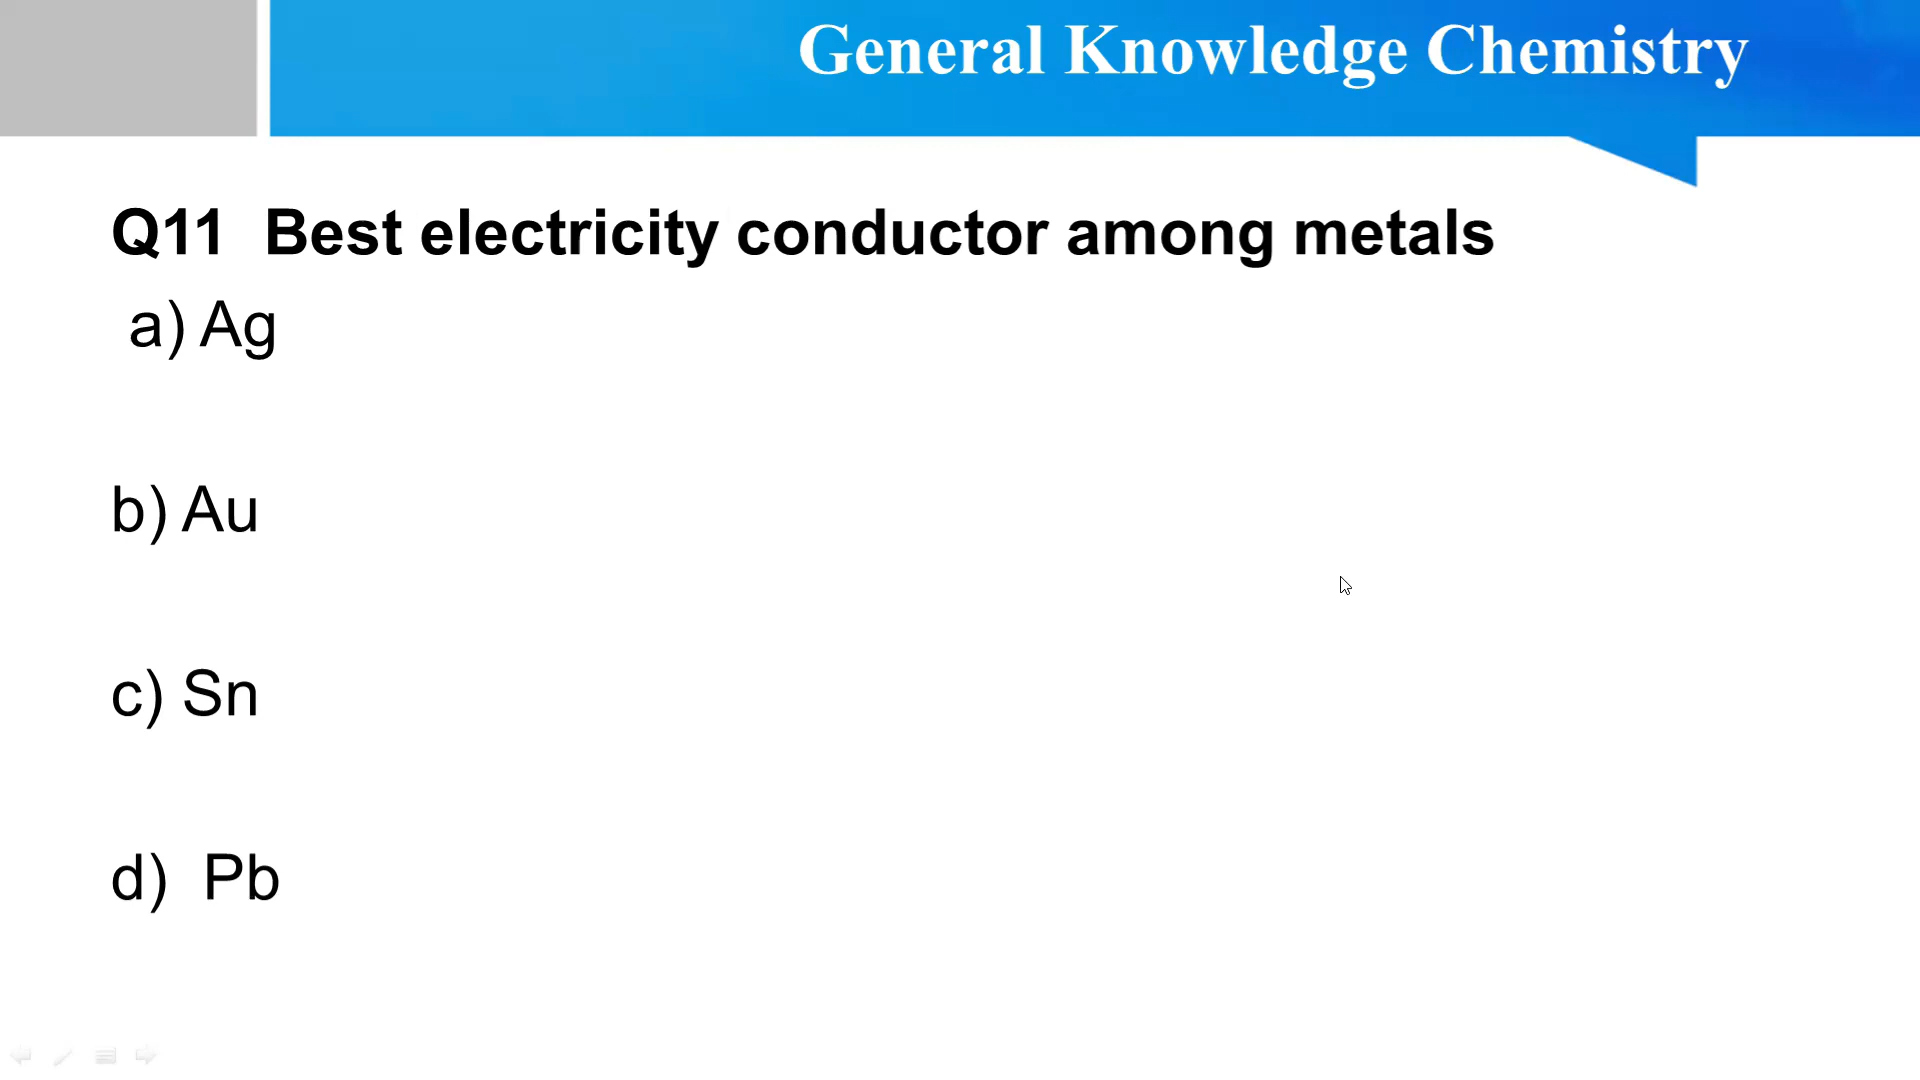 General Knowledge Chemistry
Q11  Best electricity conductor among metals
a) Ag
b) Au
c) Sn
d)  Pb